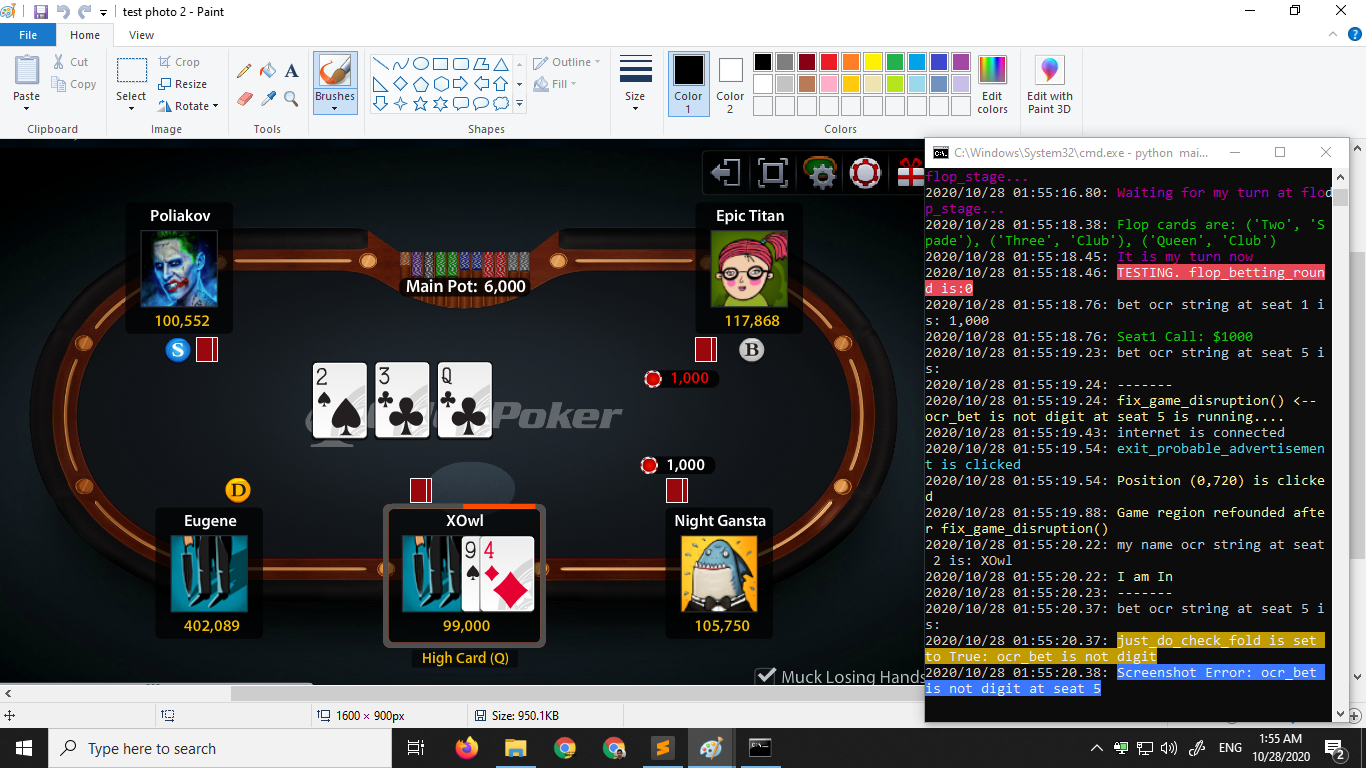 test photo 2 - Paint
File
Home
View
Paste
Cut
Copy
Clipboard
Select
Crop
Resize
Rotate
Image
A
Tools
Brushes
Shapes
Outline
Fill
Size
Color
1
Color
2
Edit
colors
Colors
Edit with
Paint 3D
Poliakov
100,552
S
Main Pot: 6,000
Epic Titan
117,868
B
2
3
Q
Poker
1,000
1,000
D
Eugene
402,089
XOwl
9
4
99,000
High Card (Q)
Night Gansta
105,750
Muck Losing Hands
C:\Windows\System32\cmd.exe - python mai...
flop_stage...
2020/10/28 01:55:16.80: Waiting for my turn at flo
p_stage...
2020/10/28 01:55:18.38: Flop cards are: ('Two', 'S
pade'), ('Three', 'Club'), ('Queen', 'Club')
2020/10/28 01:55:18.45: It is my turn now
2020/10/28 01:55:18.46: TESTING. flop_betting_roun
d is:0
2020/10/28 01:55:18.76: bet ocr string at seat 1 i
s: 1,000
2020/10/28 01:55:18.76: Seat1 Call: $1000
2020/10/28 01:55:19.23: bet ocr string at seat 5 i
s:
2020/10/28 01:55:19.24: -------
2020/10/28 01:55:19.24: fix_game_disruption() <--
ocr_bet is not digit at seat 5 is running....
2020/10/28 01:55:19.43: internet is connected
2020/10/28 01:55:19.54: exit_probable_advertisemen
t is clicked
2020/10/28 01:55:19.54: Position (0,720) is clicke
d
2020/10/28 01:55:19.88: Game region refounded afte
r fix_game_disruption()
2020/10/28 01:55:20.22: my name ocr string at seat
2 is: XOwl
2020/10/28 01:55:20.22: I am In
2020/10/28 01:55:20.23: -------
2020/10/28 01:55:20.37: bet ocr string at seat 5 i
s:
2020/10/28 01:55:20.37: just_do_check_fold is set
to True: ocr_bet is not digit
2020/10/28 01:55:20.38: Screenshot Error: ocr_bet
is not digit at seat 5
1600 × 900px
Size: 950.1KB
Type here to search
ENG
1:55 AM
10/28/2020
2